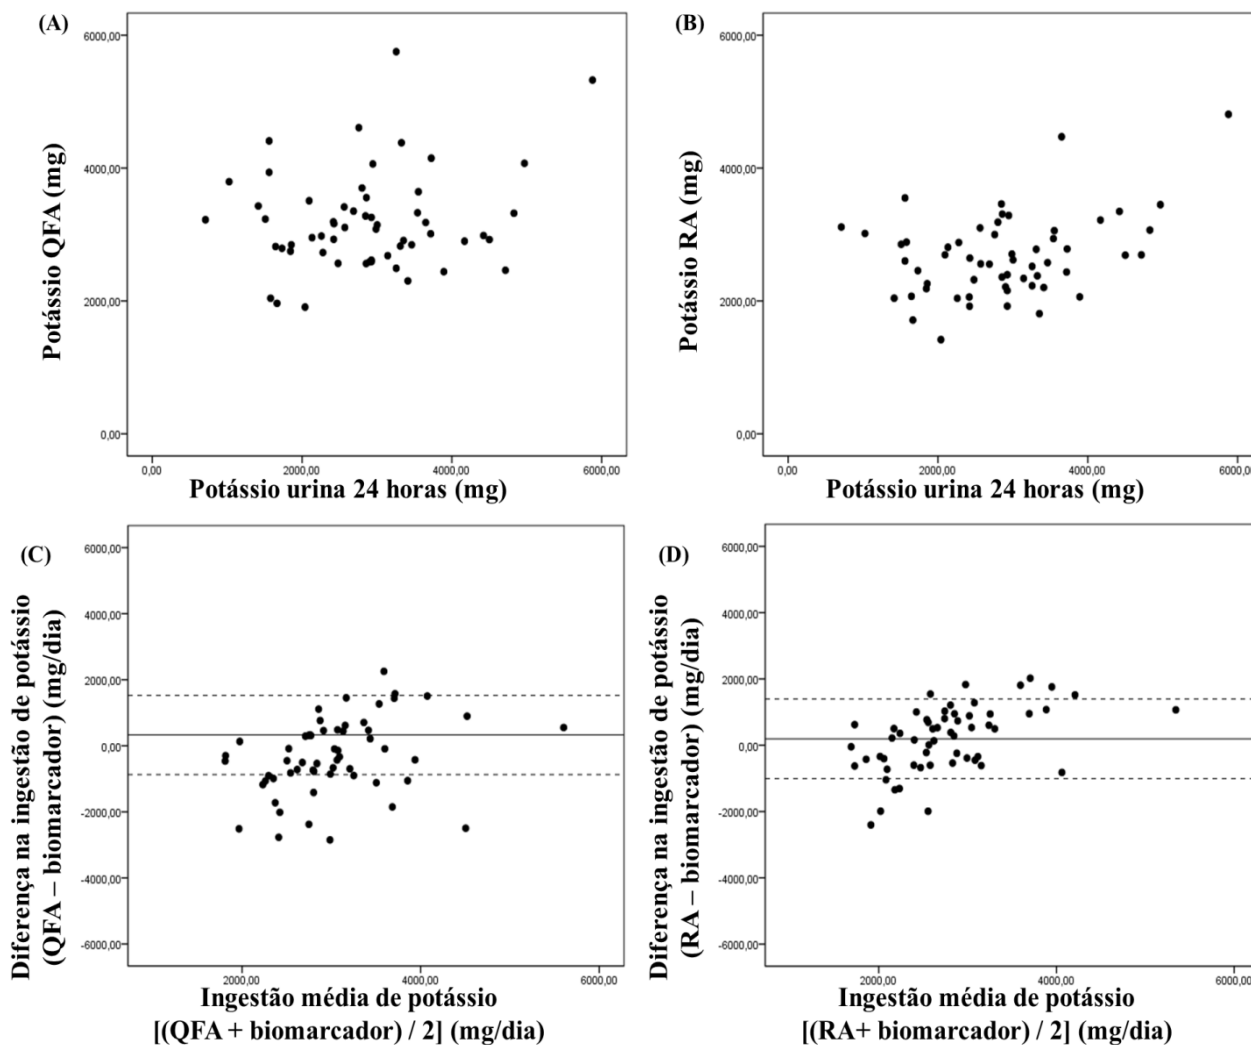 (A)
6000,00
4000,00
2000,00
0,00
Potássio QFA (mg)
0,00
2000,00
4000,00
6000,00
Potássio urina 24 horas (mg)
(B)
6000,00
4000,00
2000,00
0,00
Potássio RA (mg)
0,00
2000,00
4000,00
6000,00
Potássio urina 24 horas (mg)
(C)
6000,00
4000,00
2000,00
0,00
-2000,00
-4000,00
-6000,00
Diferença na ingestão de potássio
(QFA – biomarcador) (mg/dia)
2000,00
4000,00
6000,00
Ingestão média de potássio
[(QFA + biomarcador) / 2] (mg/dia)
(D)
6000,00
4000,00
2000,00
0,00
-2000,00
-4000,00
-6000,00
Diferença na ingestão de potássio
(RA – biomarcador) (mg/dia)
2000,00
4000,00
6000,00
Ingestão média de potássio
[(RA+ biomarcador) / 2] (mg/dia)